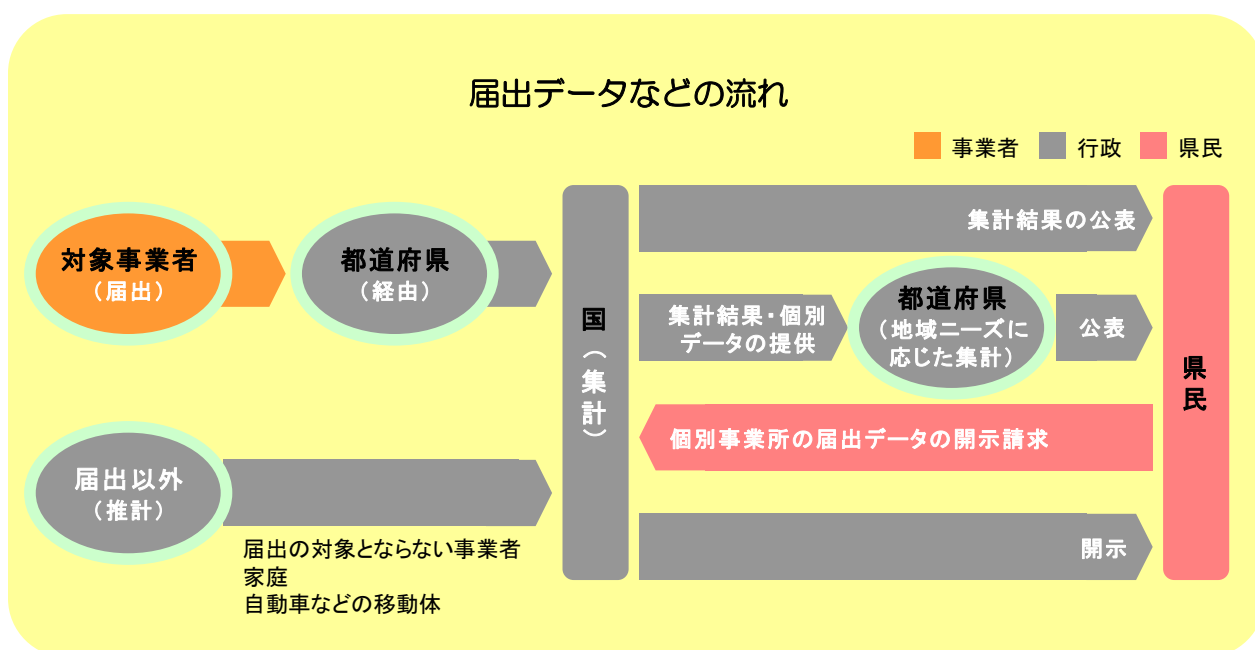 届出データなどの流れ
事業者
行政
県民
対象事業者
（届出）
都道府県
（経由）
国（集計）
集計結果の公表
集計結果・個別
データの提供
都道府県
（地域ニーズに
応じた集計）
公表
県民
個別事業所の届出データの開示請求
届出以外
（推計）
開示
届出の対象とならない事業者
家庭
自動車などの移動体